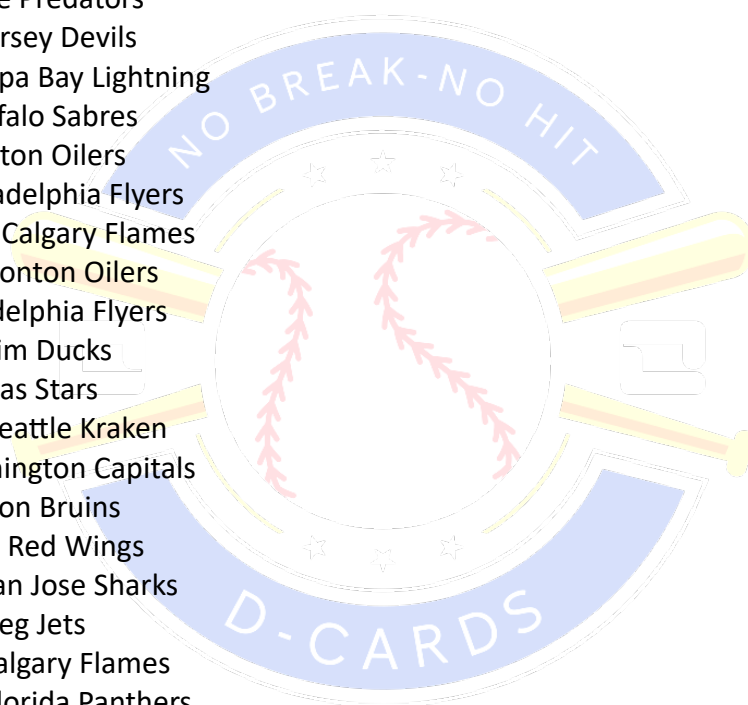 e Predators
rsey Devils
pa Bay Lightning
falo Sabres
ton Oilers
adelphia Flyers
Calgary Flames
onton Oilers
delphia Flyers
im Ducks
as Stars
eattle Kraken
ington Capitals
on Bruins
Red Wings
an Jose Sharks
eg Jets
algary Flames
lorida Panthers
NO BREAK-NO HIT
D-CARDS